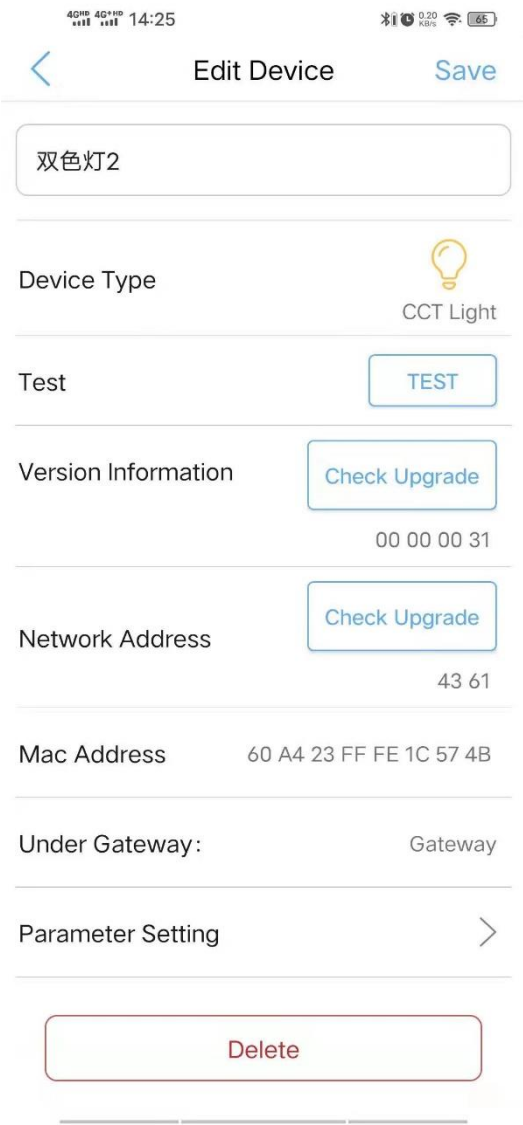 4GHD 4G+HD 14:25 0.20 KB/s 65
Edit Device Save
双色灯2
Device Type
CCT Light
Test TEST
Version Information Check Upgrade
00 00 00 31
Check Upgrade
Network Address
43 61
Mac Address 60 A4 23 FF FE 1C 57 4B
Under Gateway: Gateway
Parameter Setting
Delete